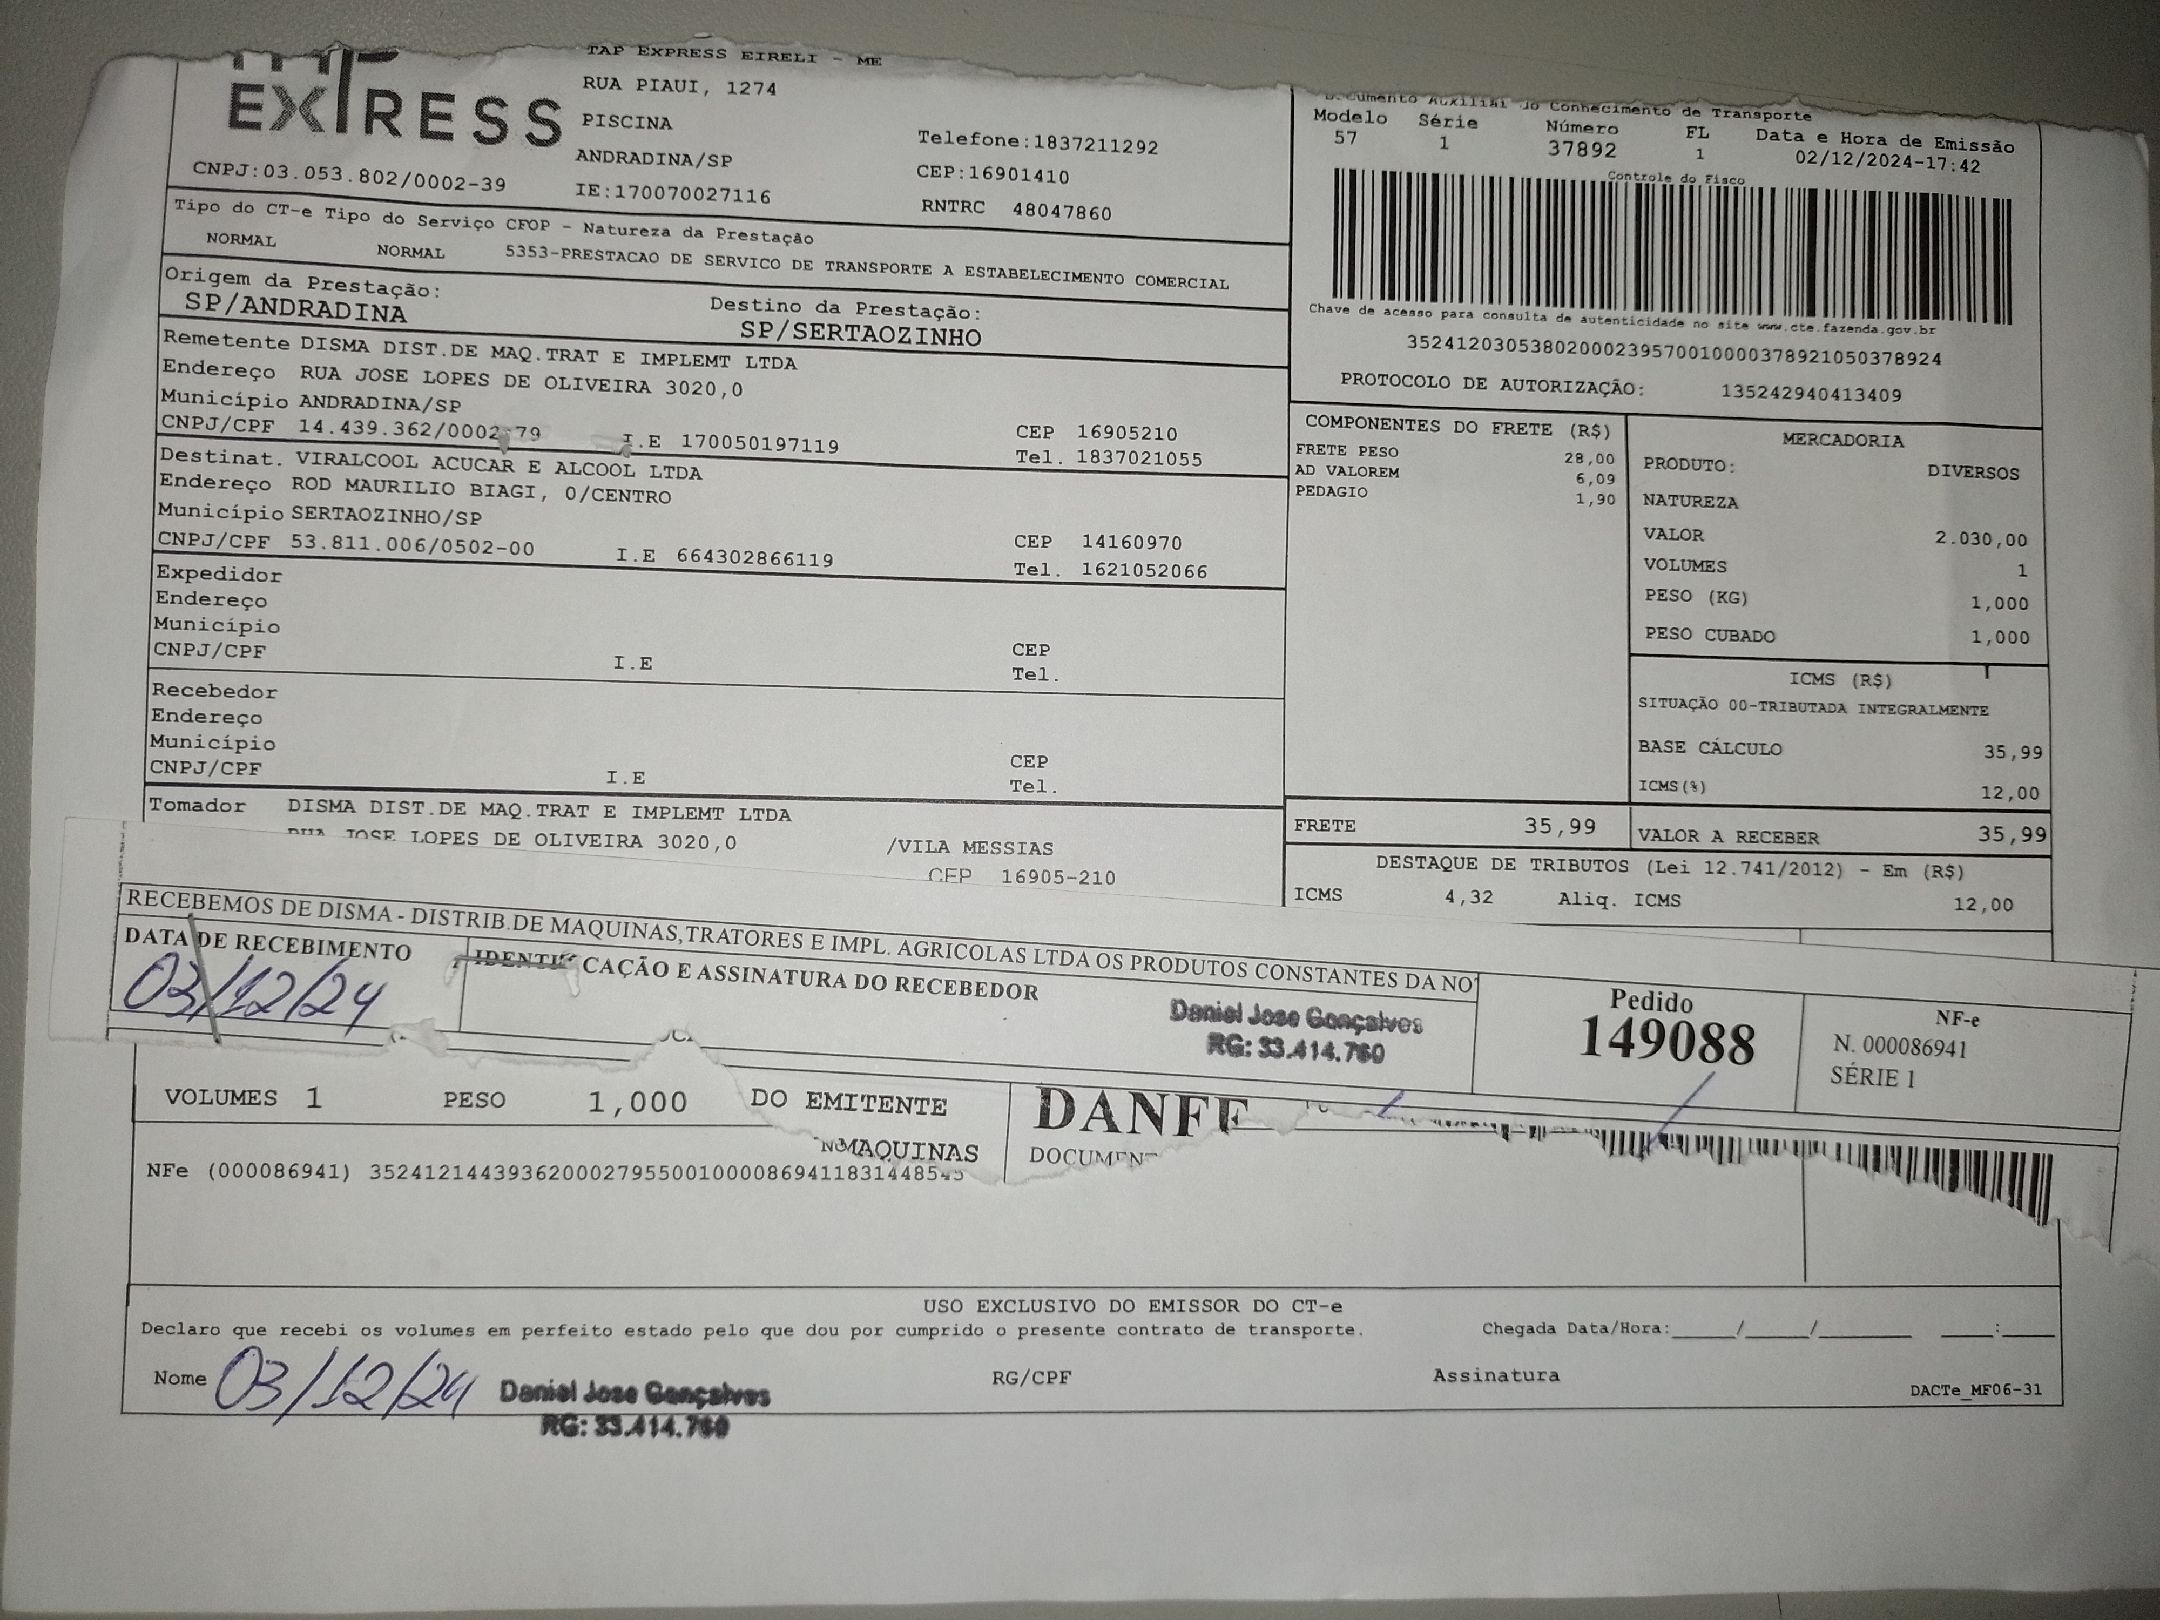 EXPRESS
TAP EXPRESS EIRELI - ME
RUA PIAUI, 1274
PISCINA
ANDRADINA/SP
IE:170070027116
CNPJ:03.053.802/0002-39
Telefone:1837211292
CEP:16901410
RNTRC 48047860
Documento Auxiliar do Conhecimento de Transporte
Modelo Série Número FL Data e Hora de Emissão
57 1 37892 1 02/12/2024-17:42
Controle do Fisco
Chave de acesso para consulta de autenticidade no site www.cte.fazenda.gov.br
35241203053802000239570010000378921050378924
PROTOCOLO DE AUTORIZAÇÃO: 135242940413409
Tipo do CT-e Tipo do Serviço CFOP - Natureza da Prestação
NORMAL NORMAL 5353-PRESTACAO DE SERVICO DE TRANSPORTE A ESTABELECIMENTO COMERCIAL
Origem da Prestação: Destino da Prestação:
SP/ANDRADINA SP/SERTAOZINHO
Remetente DISMA DIST.DE MAQ.TRAT E IMPLEMT LTDA
Endereço RUA JOSE LOPES DE OLIVEIRA 3020,0
Município ANDRADINA/SP CEP 16905210
CNPJ/CPF 14.439.362/0002-79 I.E 170050197119 Tel. 1837021055
Destinat. VIRALCOOL ACUCAR E ALCOOL LTDA
Endereço ROD MAURILIO BIAGI, 0/CENTRO
Município SERTAOZINHO/SP CEP 14160970
CNPJ/CPF 53.811.006/0502-00 I.E 664302866119 Tel. 1621052066
Expedidor
Endereço
Município CEP
CNPJ/CPF I.E Tel.
Recebedor
Endereço
Município CEP
CNPJ/CPF I.E Tel.
Tomador DISMA DIST.DE MAQ.TRAT E IMPLEMT LTDA
RUA JOSE LOPES DE OLIVEIRA 3020,0 /VILA MESSIAS
CEP 16905-210
COMPONENTES DO FRETE (R$)
FRETE PESO 28,00
AD VALOREM 6,09
PEDAGIO 1,90
MERCADORIA
PRODUTO: DIVERSOS
NATUREZA
VALOR 2.030,00
VOLUMES 1
PESO (KG) 1,000
PESO CUBADO 1,000
ICMS (R$)
SITUAÇÃO 00-TRIBUTADA INTEGRALMENTE
BASE CÁLCULO 35,99
ICMS(%) 12,00
FRETE 35,99 VALOR A RECEBER 35,99
DESTAQUE DE TRIBUTOS (Lei 12.741/2012) - Em (R$)
ICMS 4,32 Aliq. ICMS 12,00
RECEBEMOS DE DISMA - DISTRIB.DE MAQUINAS,TRATORES E IMPL. AGRICOLAS LTDA OS PRODUTOS CONSTANTES DA NO
DATA DE RECEBIMENTO IDENTIFICAÇÃO E ASSINATURA DO RECEBEDOR
03/12/24
Daniel Jose Gonçalves
RG: 33.414.760
Pedido
149088
NF-e
N. 000086941
SÉRIE 1
VOLUMES 1 PESO 1,000 DO EMITENTE
MAQUINAS
DANFE
DOCUMEN
NFe (000086941) 352412144393620002795500100008694118314485
USO EXCLUSIVO DO EMISSOR DO CT-e
Declaro que recebi os volumes em perfeito estado pelo que dou por cumprido o presente contrato de transporte. Chegada Data/Hora:_____/_____/________ ____:____
Nome 03/12/24 RG/CPF Assinatura
Daniel Jose Gonçalves
RG: 33.414.760
DACTe_MF06-31